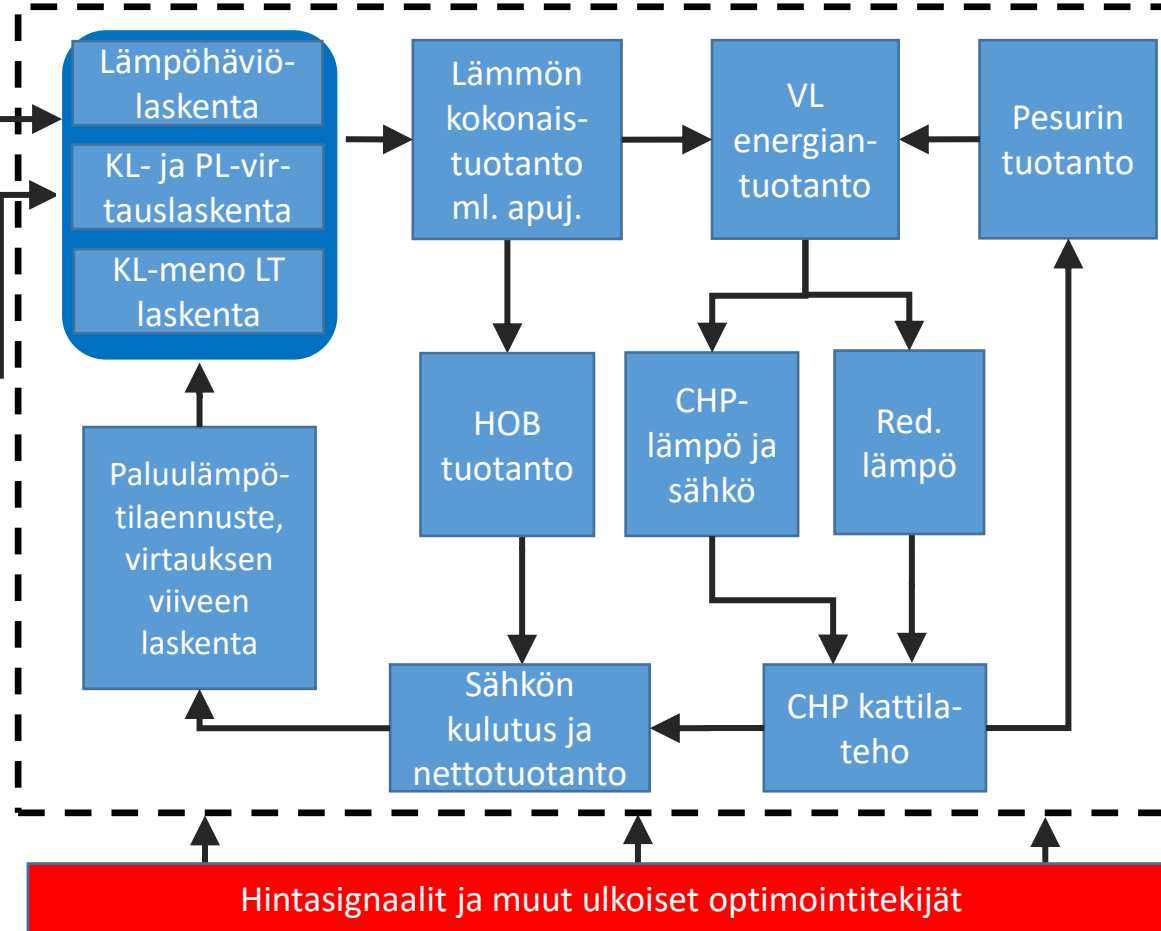 Lämpöhäviö-
laskenta
KL- ja PL-vir-
tauslaskenta
KL-meno LT
laskenta
Lämmön
kokonais-
tuotanto
ml. apuj.
VL
energian-
tuotanto
Pesurin
tuotanto
Paluulämpö-
tilaennuste,
virtauksen
viiveen
laskenta
HOB
tuotanto
CHP-
lämpö ja
sähkö
Red.
lämpö
Sähkön
kulutus ja
nettotuotanto
CHP kattila-
teho
Hintasignaalit ja muut ulkoiset optimointitekijät